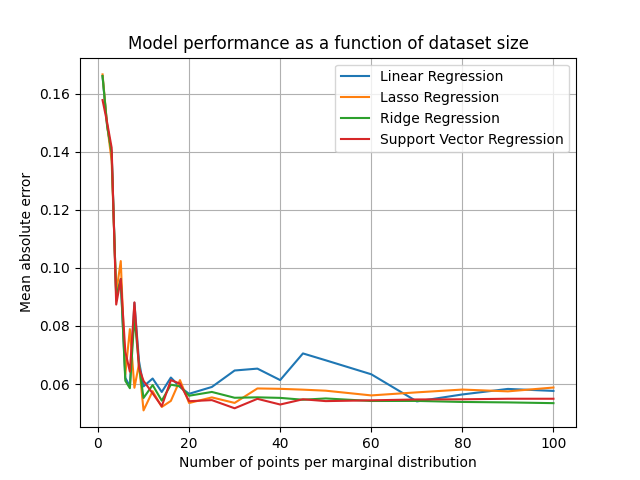 Model performance as a function of dataset size
Linear Regression
Lasso Regression
Ridge Regression
Support Vector Regression
0.16
0.14
0.12
0.10
0.08
0.06
Mean absolute error
0 20 40 60 80 100
Number of points per marginal distribution